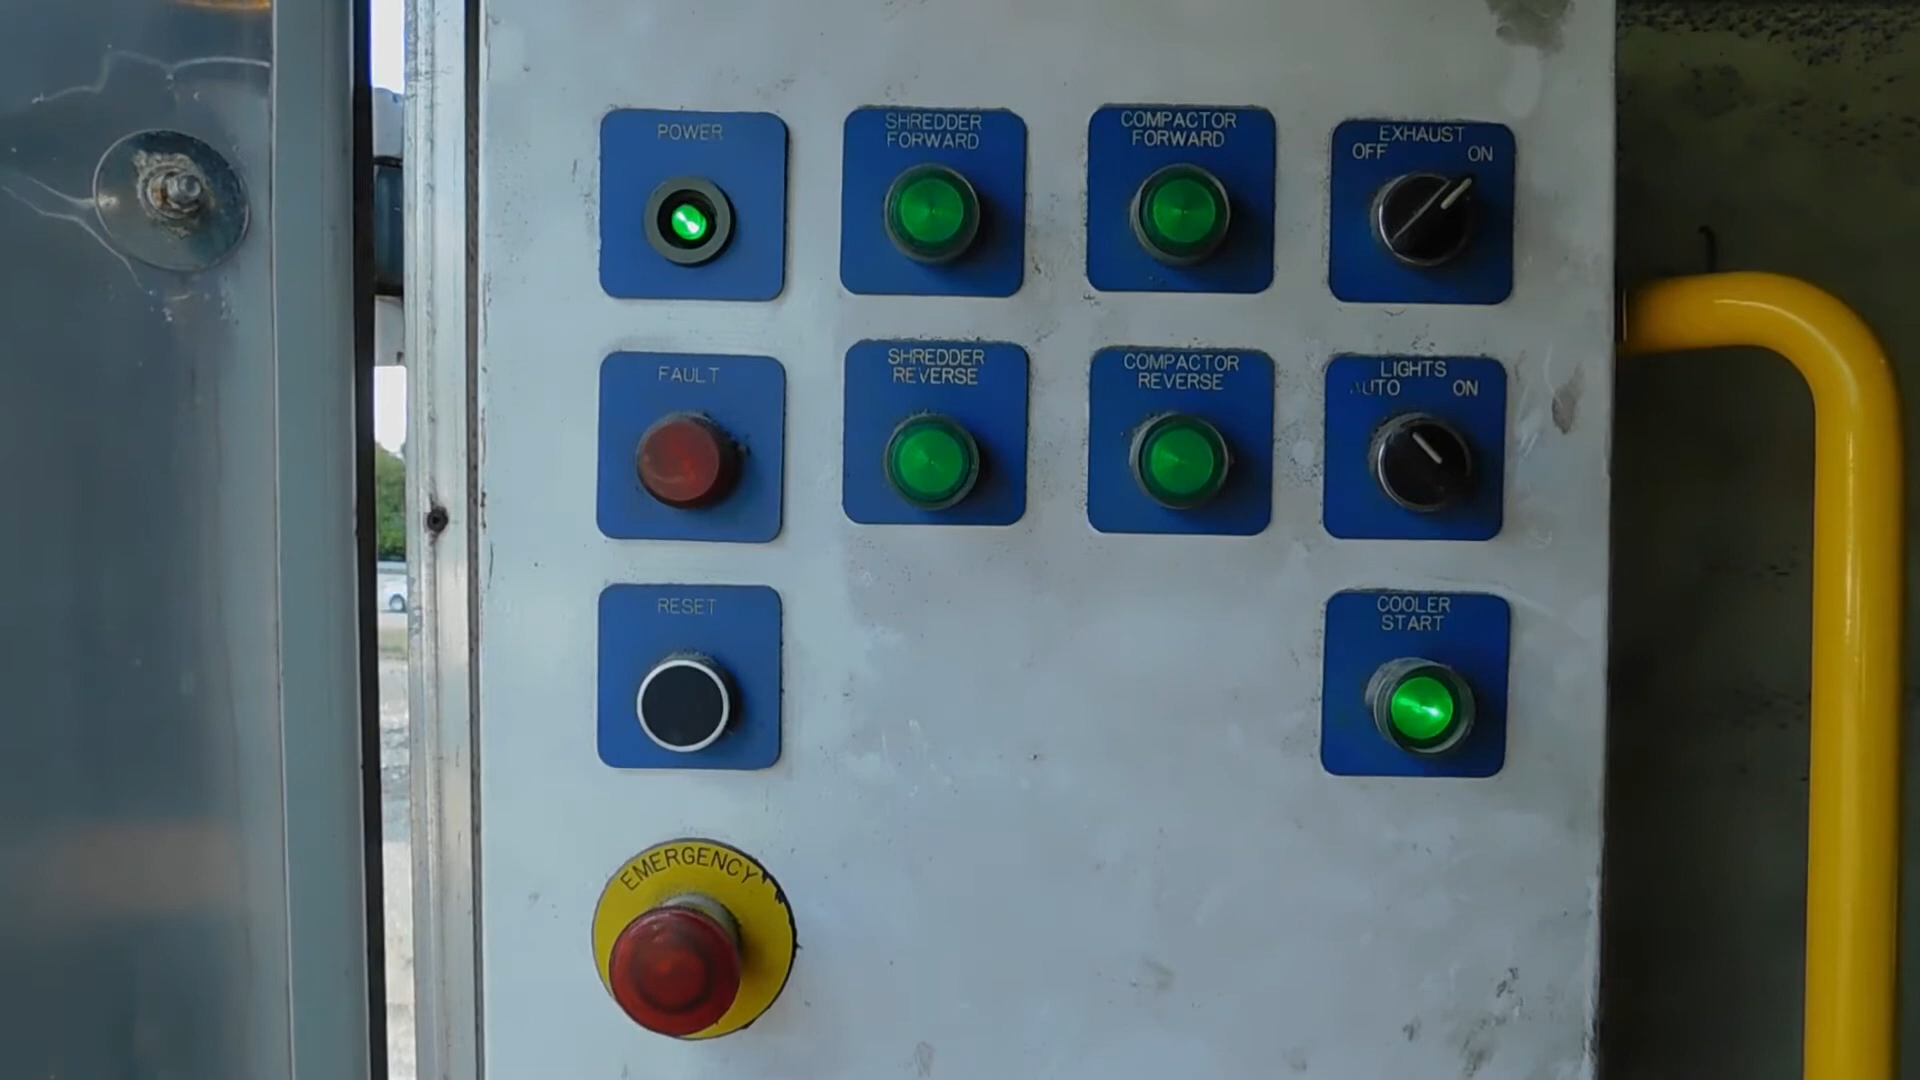 POWER
SHREDDER
FORWARD
COMPACTOR
FORWARD
EXHAUST
OFF ON
FAULT
SHREDDER
REVERSE
COMPACTOR
REVERSE
LIGHTS
AUTO ON
RESET
COOLER
START
EMERGENCY